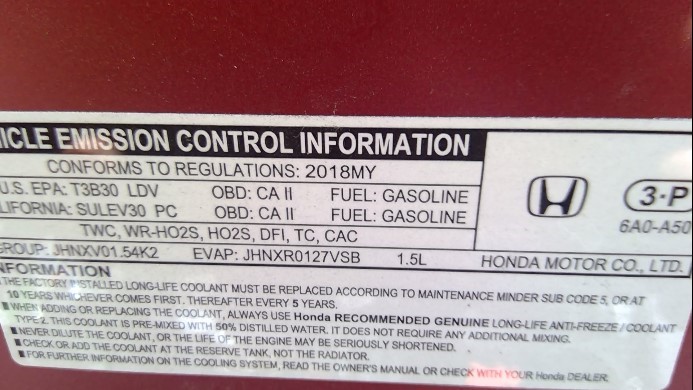 ICLE EMISSION CONTROL INFORMATION
CONFORMS TO REGULATIONS: 2018MY
U.S. EPA: T3B30 LDV OBD: CA II FUEL: GASOLINE
LIFORNIA: SULEV30 PC OBD: CA II FUEL: GASOLINE
TWC, WR-HO2S, HO2S, DFI, TC, CAC
GROUP: JHNXV01.54K2 EVAP: JHNXR0127VSB 1.5L
3-P
6A0-A50
HONDA MOTOR CO., LTD.
NFORMATION
THE FACTORY INSTALLED LONG-LIFE COOLANT MUST BE REPLACED ACCORDING TO MAINTENANCE MINDER SUB CODE 5, OR AT
10 YEARS WHICHEVER COMES FIRST. THEREAFTER EVERY 5 YEARS.
■ WHEN ADDING OR REPLACING THE COOLANT, ALWAYS USE Honda RECOMMENDED GENUINE LONG-LIFE ANTI-FREEZE / COOLANT
TYPE-2. THIS COOLANT IS PRE-MIXED WITH 50% DISTILLED WATER. IT DOES NOT REQUIRE ANY ADDITIONAL MIXING.
■ NEVER DILUTE THE COOLANT, OR THE LIFE OF THE ENGINE MAY BE SERIOUSLY SHORTENED.
■ CHECK OR ADD THE COOLANT AT THE RESERVE TANK, NOT THE RADIATOR.
■ FOR FURTHER INFORMATION ON THE COOLING SYSTEM, READ THE OWNER'S MANUAL OR CHECK WITH YOUR Honda DEALER.